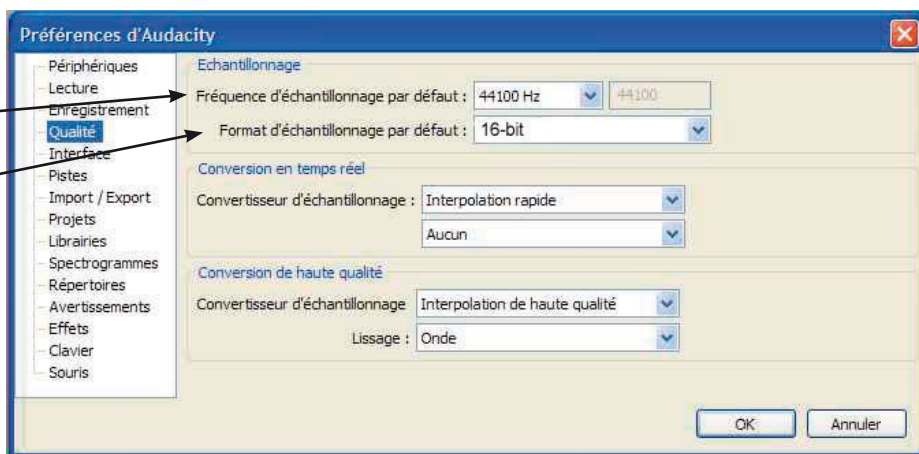 Préférences d'Audacity
Périphériques
Lecture
Enregistrement
Qualité
Interface
Pistes
Import / Export
Projets
Librairies
Spectrogrammes
Répertoires
Avertissements
Effets
Clavier
Souris
Echantillonnage
Fréquence d'échantillonnage par défaut : 44100 Hz 44100
Format d'échantillonnage par défaut : 16-bit
Conversion en temps réel
Convertisseur d'échantillonnage : Interpolation rapide
Aucun
Conversion de haute qualité
Convertisseur d'échantillonnage Interpolation de haute qualité
Lissage : Onde
OK Annuler